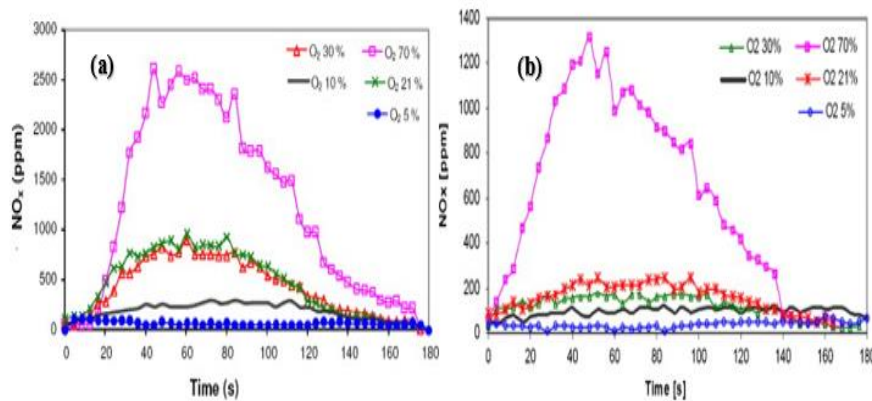 (a)
3000
2500
2000
1500
1000
500
0
NOₓ (ppm)
O₂ 30 %
O₂ 70 %
O₂ 10 %
O₂ 21 %
O₂ 5 %
0 20 40 60 80 100 120 140 160 180
Time (s)
(b)
1400
1200
1000
800
600
400
200
0
NOx [ppm]
O2 30%
O2 70%
O2 10%
O2 21%
O2 5%
0 20 40 60 80 100 120 140 160 180
Time [s]